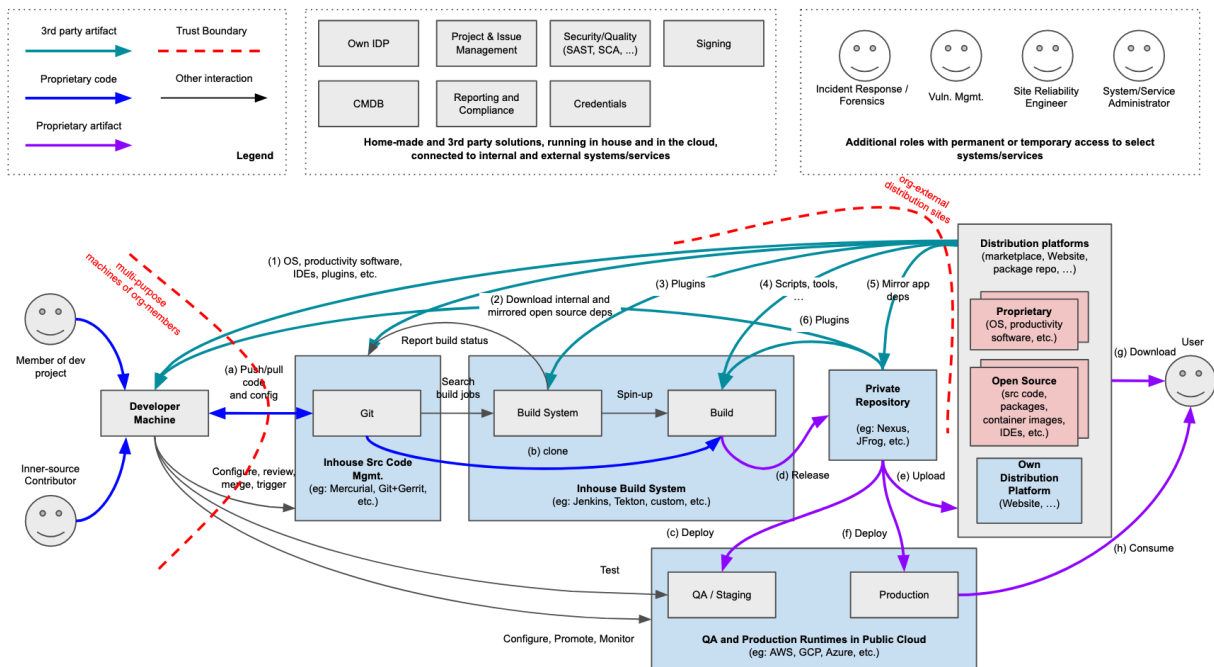 3rd party artifact
Trust Boundary
Proprietary code
Other interaction
Proprietary artifact
Legend
Own IDP
Project & Issue
Management
Security/Quality
(SAST, SCA, ...)
Signing
CMDB
Reporting and
Compliance
Credentials
Home-made and 3rd party solutions, running in house and in the cloud,
connected to internal and external systems/services
Incident Response /
Forensics
Vuln. Mgmt.
Site Reliability
Engineer
System/Service
Administrator
Additional roles with permanent or temporary access to select
systems/services
org-external
distribution sites
multi-purpose
machines of org-members
(1) OS, productivity software,
IDEs, plugins, etc.
(2) Download internal and
mirrored open source deps
(3) Plugins
(4) Scripts, tools,
...
(5) Mirror app
deps
(6) Plugins
Distribution platforms
(marketplace, Website,
package repo, ...)
Proprietary
(OS, productivity
software, etc.)
Open Source
(src code,
packages,
container images,
IDEs, etc.)
Own
Distribution
Platform
(Website, ...)
Member of dev
project
Inner-source
Contributor
Developer
Machine
(a) Push/pull
code
and config
Report build status
Search
build jobs
Git
Inhouse Src Code
Mgmt.
(eg: Mercurial, Git+Gerrit,
etc.)
Build System
Spin-up
Build
(b) clone
Inhouse Build System
(eg: Jenkins, Tekton, custom, etc.)
Private
Repository
(eg: Nexus,
JFrog, etc.)
(d) Release
(e) Upload
(g) Download
User
Configure, review,
merge, trigger
(c) Deploy
(f) Deploy
(h) Consume
Test
Configure, Promote, Monitor
QA / Staging
Production
QA and Production Runtimes in Public Cloud
(eg: AWS, GCP, Azure, etc.)